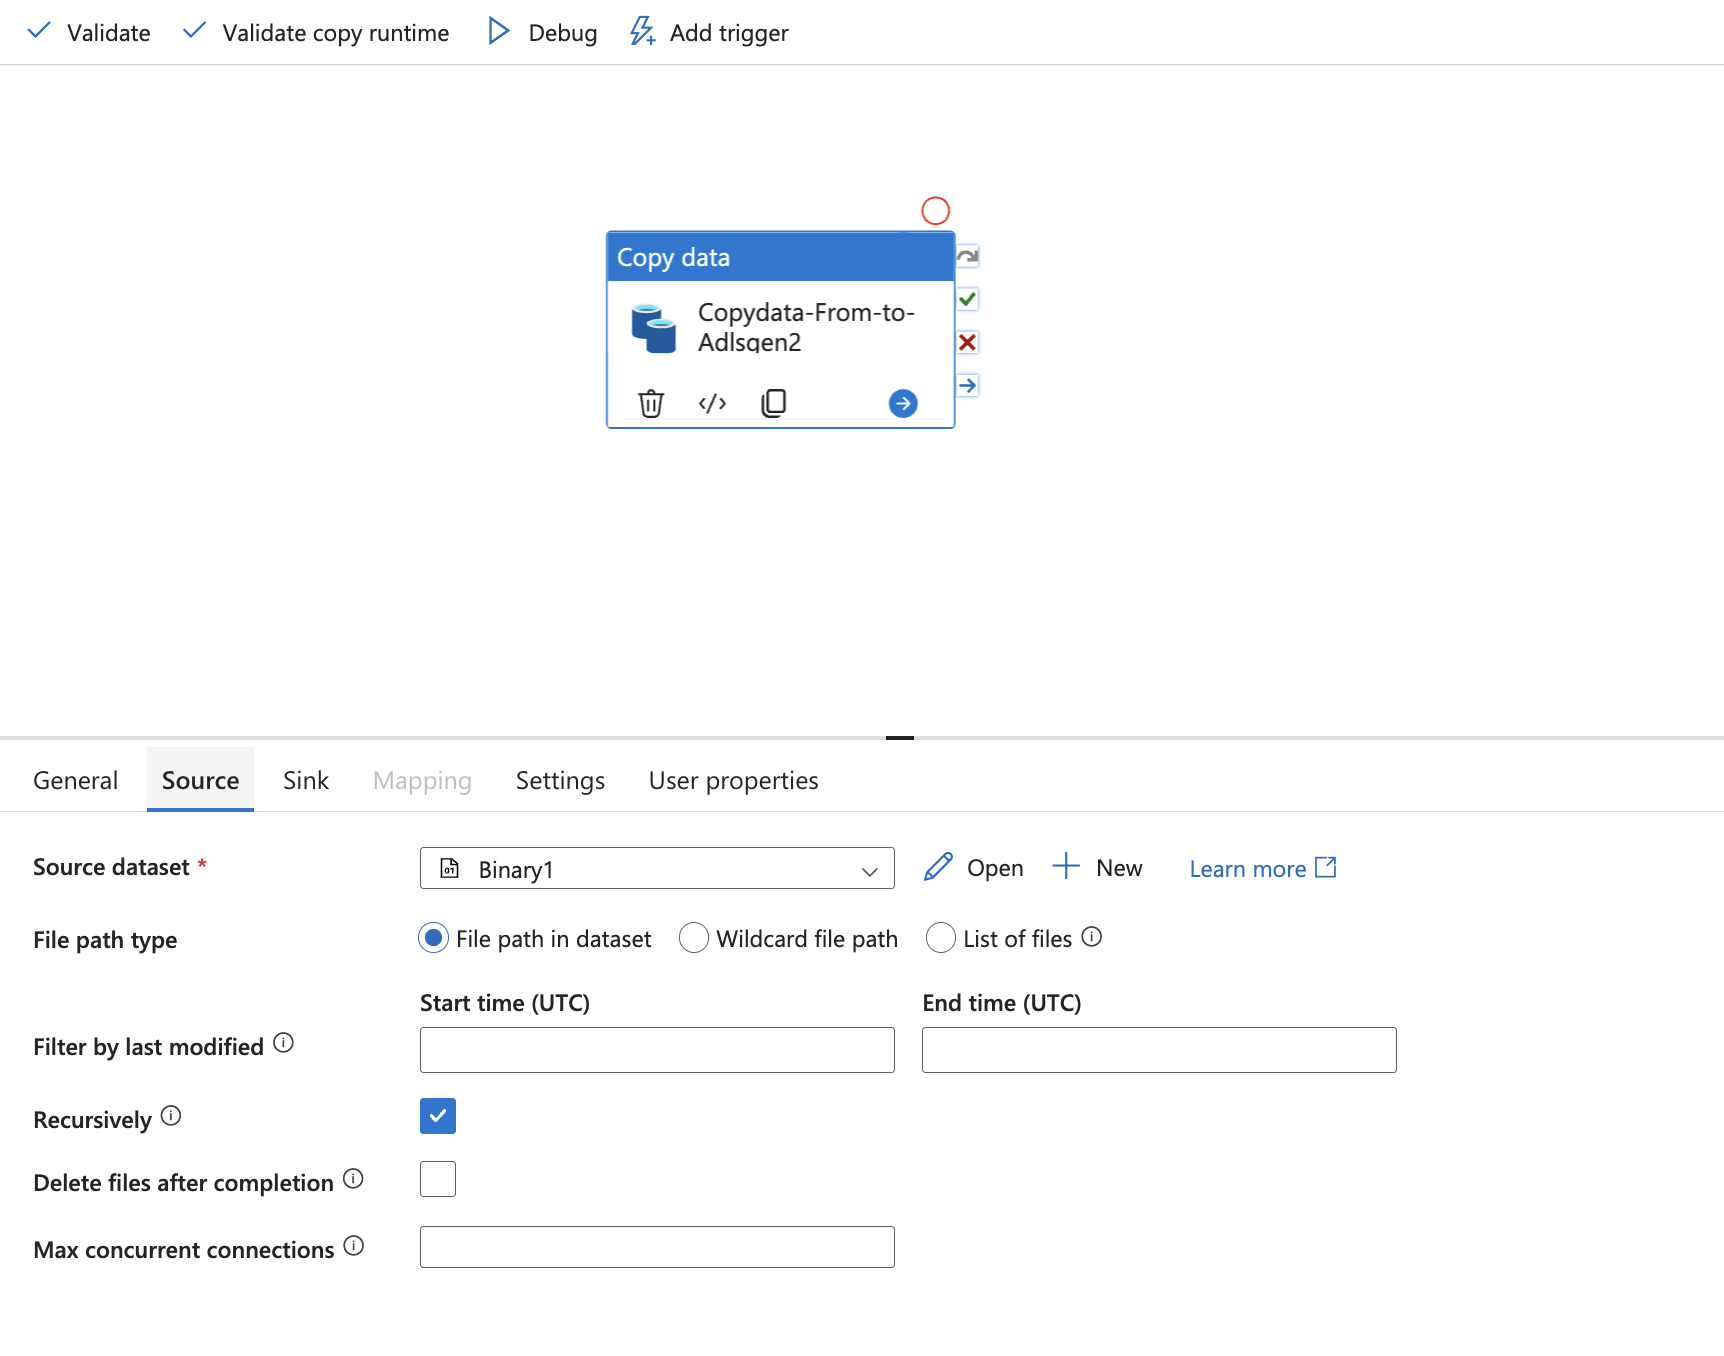 Validate Validate copy runtime Debug Add trigger
Copy data
Copydata-From-to-
Adlsgen2
General Source Sink Mapping Settings User properties
Source dataset * Binary1 Open New Learn more
File path type File path in dataset Wildcard file path List of files
Start time (UTC) End time (UTC)
Filter by last modified
Recursively
Delete files after completion
Max concurrent connections